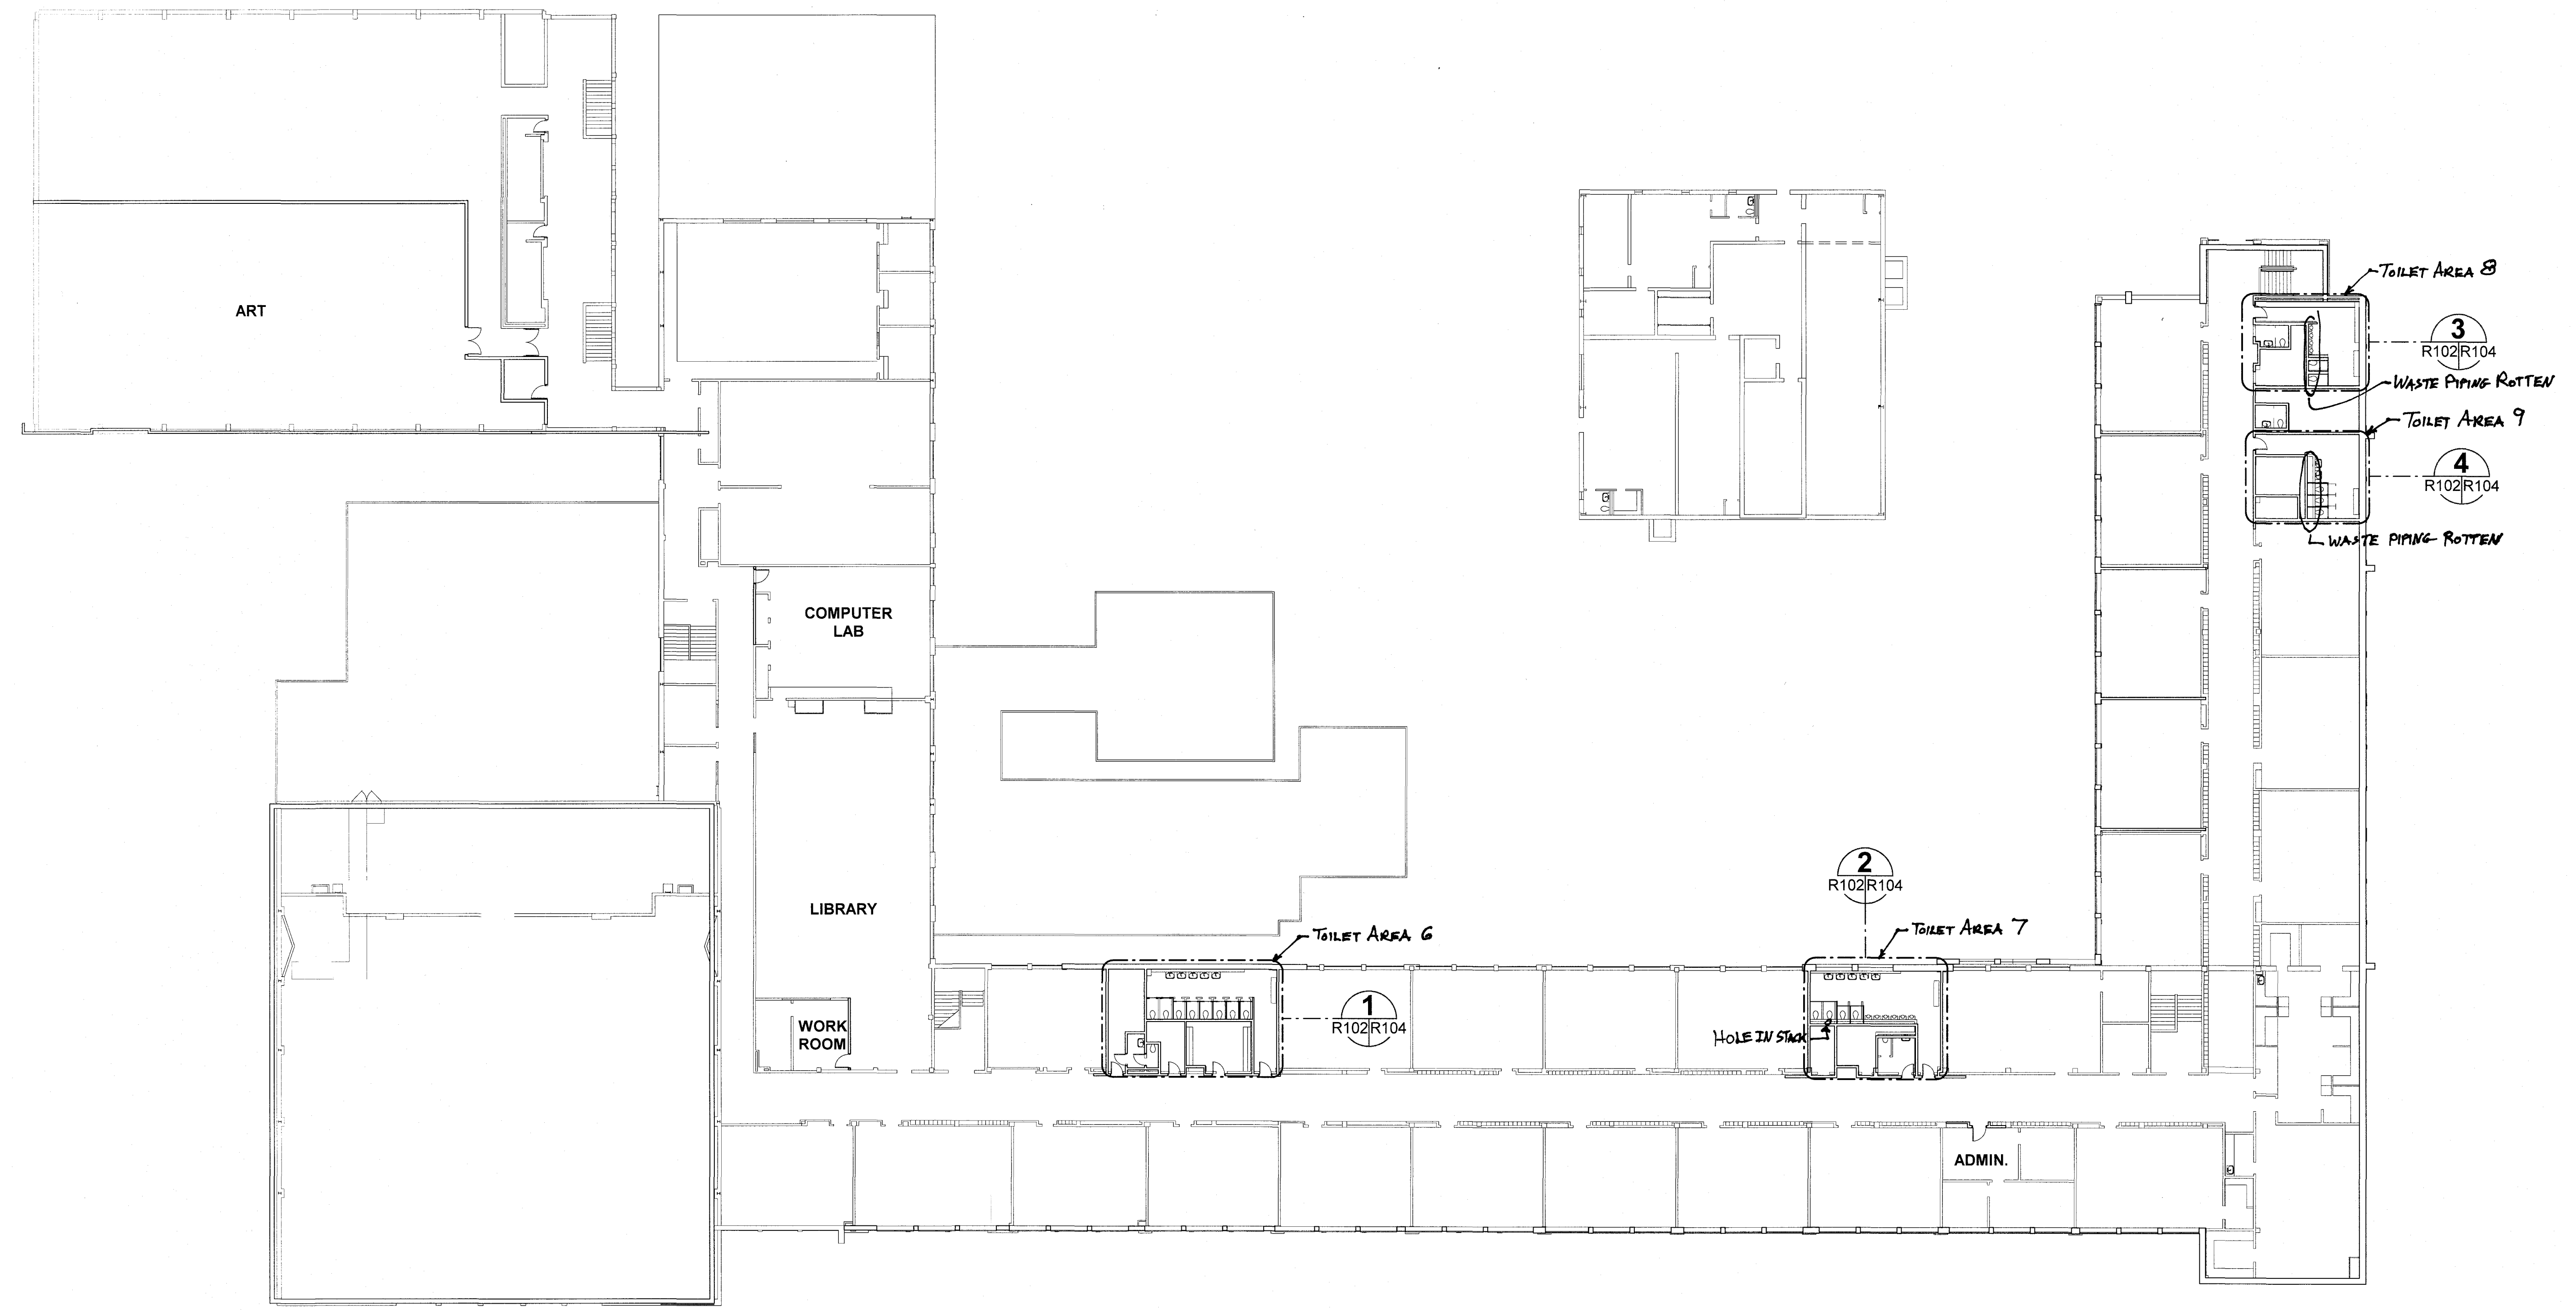 TOILET AREA 8
ART
3
R102 R104
WASTE PIPING ROTTEN
TOILET AREA 9
4
R102 R104
WASTE PIPING ROTTEN
COMPUTER
LAB
2
R102 R104
LIBRARY
TOILET AREA 6
TOILET AREA 7
1
R102 R104
WORK
ROOM
HOLE IN STACK
ADMIN.